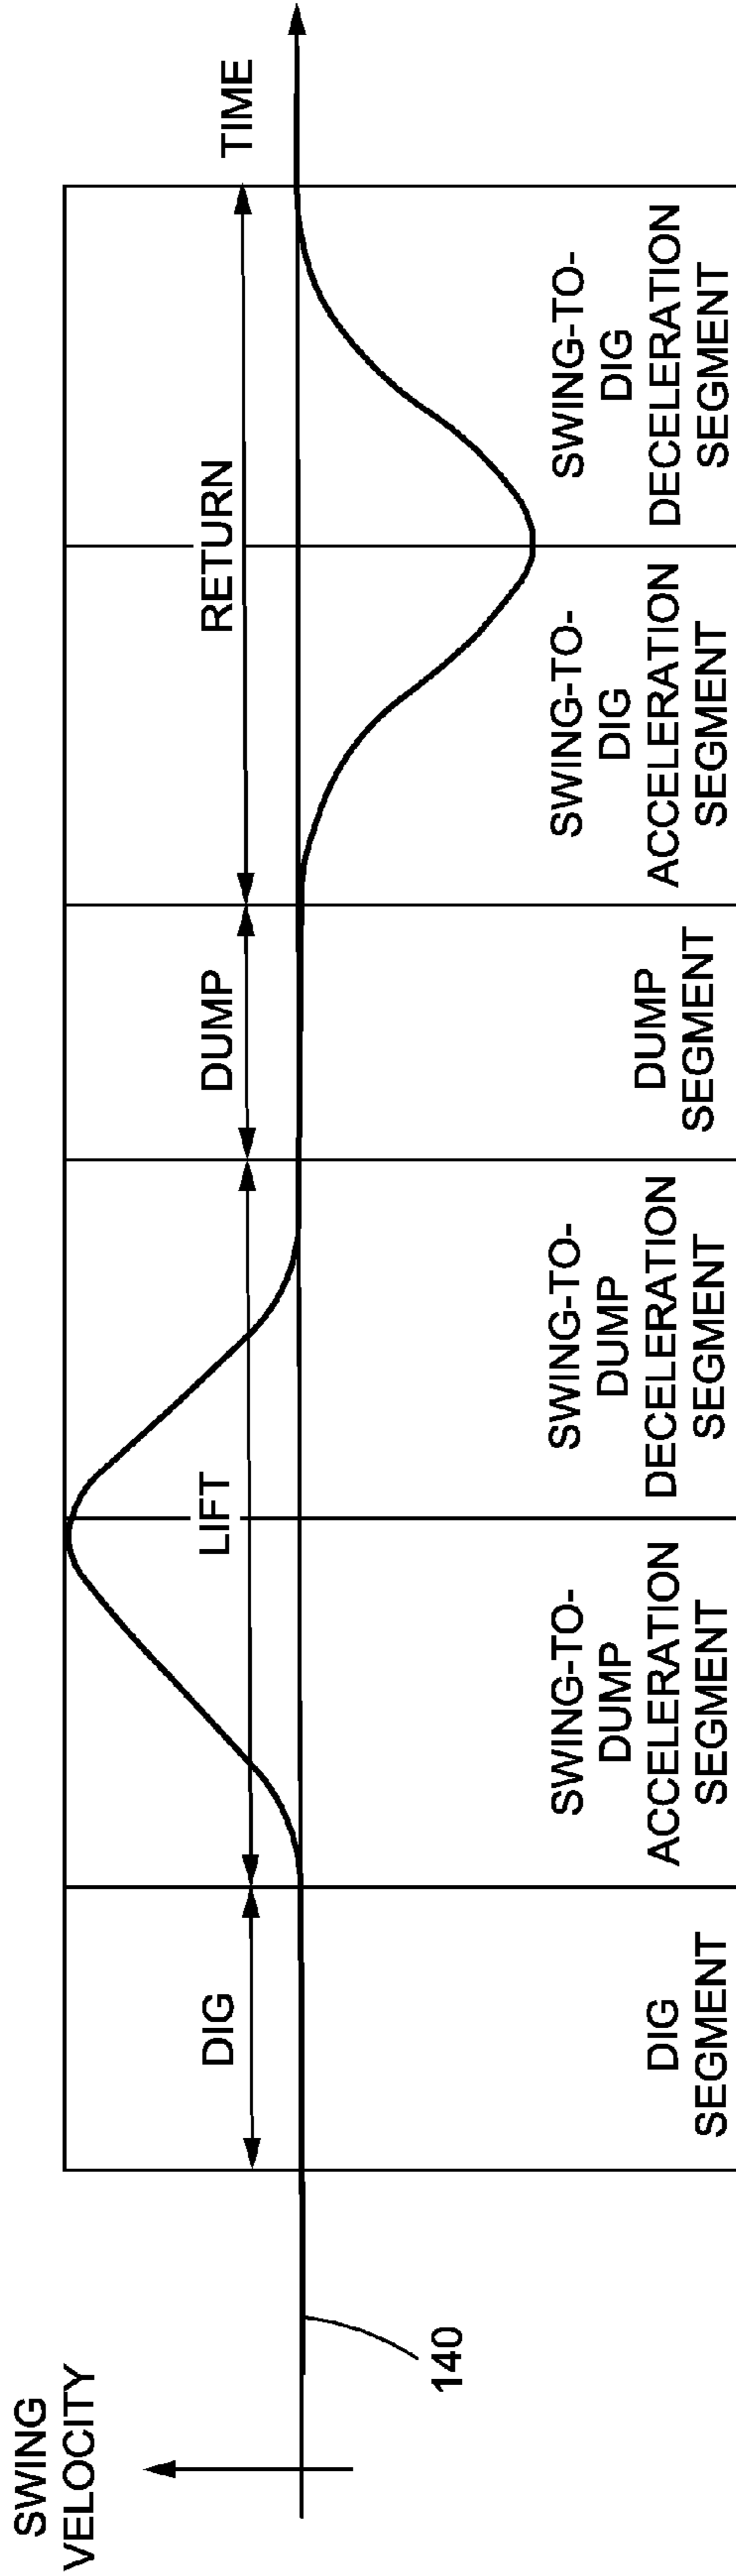 SWING
VELOCITY
140
DIG
LIFT
DUMP
RETURN
TIME
DIG
SEGMENT
SWING-TO-
DUMP
ACCELERATION
SEGMENT
SWING-TO-
DUMP
DECELERATION
SEGMENT
DUMP
SEGMENT
SWING-TO-
DIG
ACCELERATION
SEGMENT
SWING-TO-
DIG
DECELERATION
SEGMENT